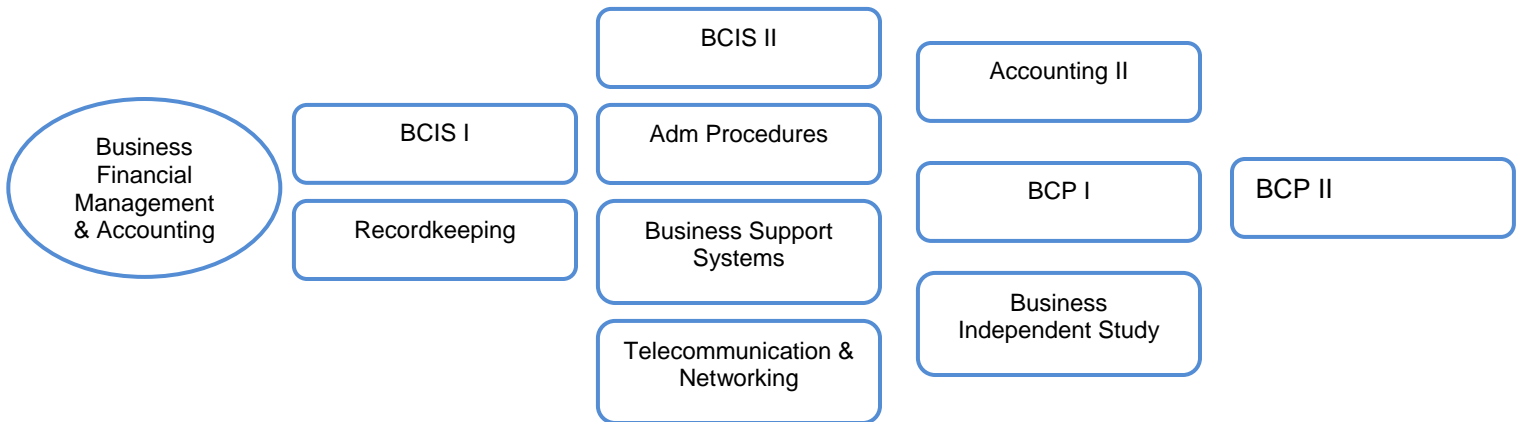 Business
Financial
Management
& Accounting
BCIS I
Recordkeeping
BCIS II
Adm Procedures
Business Support
Systems
Telecommunication &
Networking
Accounting II
BCP I
Business
Independent Study
BCP II